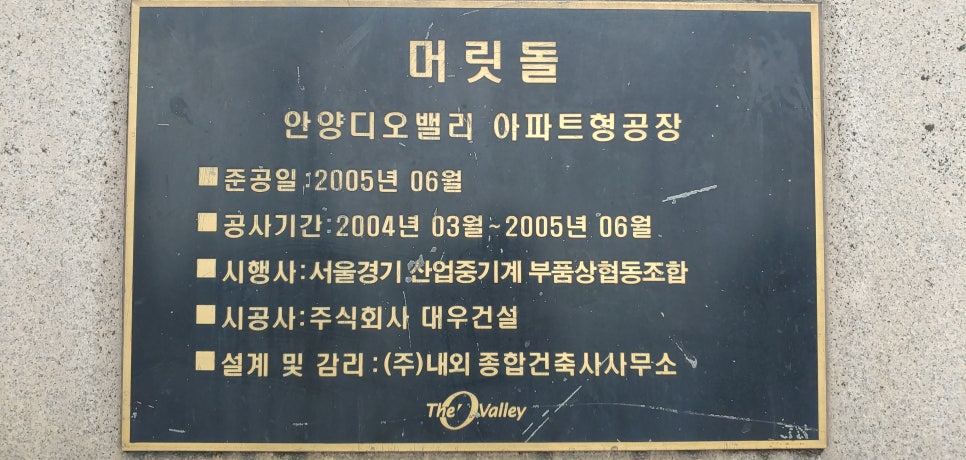 머릿돌
안양디오밸리 아파트형공장
■ 준공일 : 2005년 06월
■ 공사기간 : 2004년 03월 ~ 2005년 06월
■ 시행사 : 서울경기 산업중기계 부품상협동조합
■ 시공사 : 주식회사 대우건설
■ 설계 및 감리 : (주)내외 종합건축사사무소
The O Valley